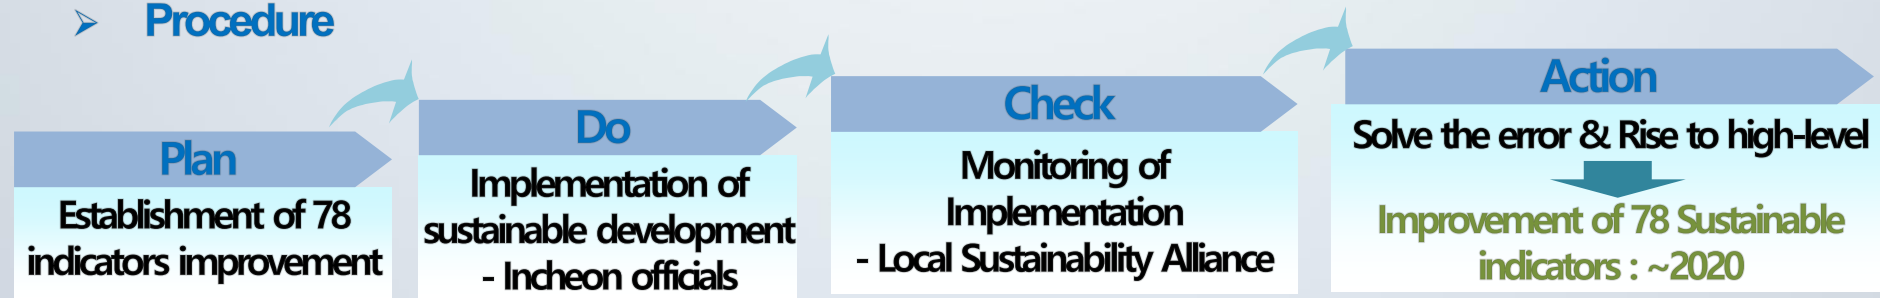 Procedure
Plan
Establishment of 78
indicators improvement
Do
Implementation of
sustainable development
- Incheon officials
Check
Monitoring of
Implementation
- Local Sustainability Alliance
Action
Solve the error & Rise to high-level
Improvement of 78 Sustainable
indicators : ~2020